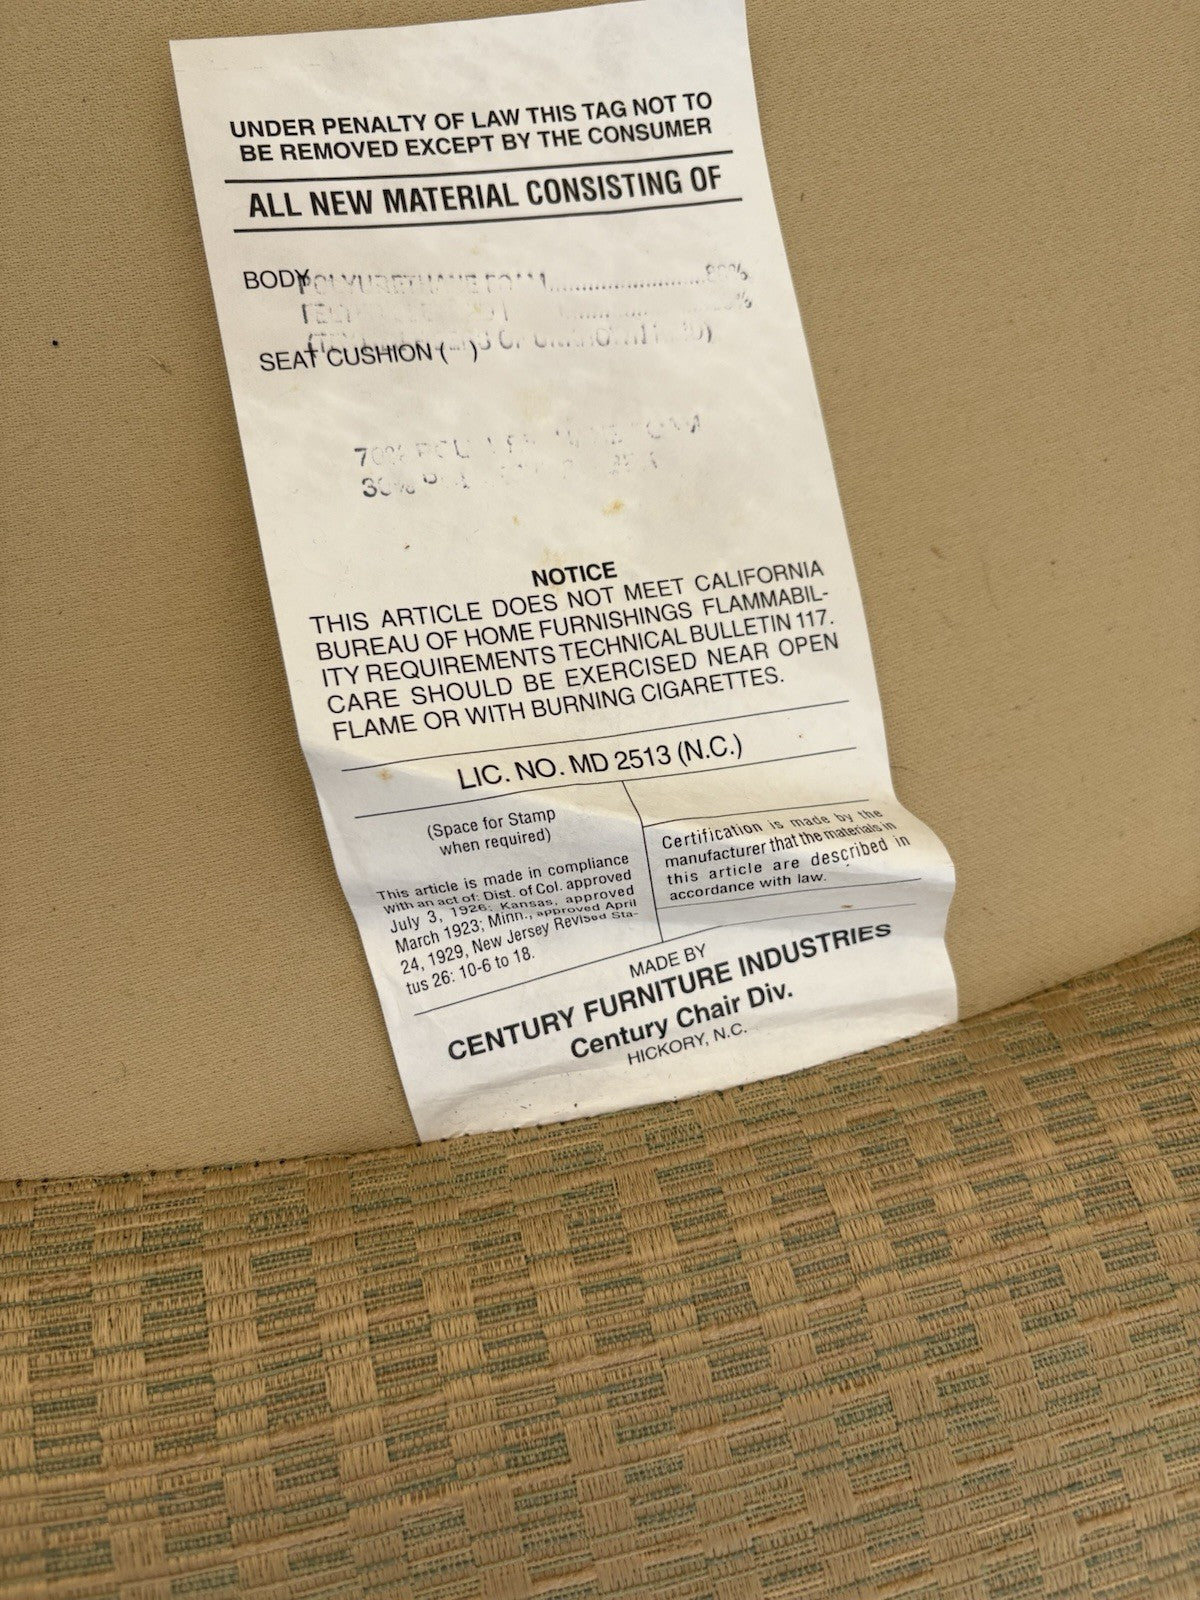 UNDER PENALTY OF LAW THIS TAG NOT TO
BE REMOVED EXCEPT BY THE CONSUMER
ALL NEW MATERIAL CONSISTING OF
BODY
POLYURETHANE FOAM 80%
SEAT CUSHION ( )
70%
30%
NOTICE
THIS ARTICLE DOES NOT MEET CALIFORNIA
BUREAU OF HOME FURNISHINGS FLAMMABIL-
ITY REQUIREMENTS TECHNICAL BULLETIN 117.
CARE SHOULD BE EXERCISED NEAR OPEN
FLAME OR WITH BURNING CIGARETTES.
LIC. NO. MD 2513 (N.C.)
(Space for Stamp
when required)
This article is made in compliance
with an act of: Dist. of Col. approved
July 3, 1926; Kansas, approved
March 1923; Minn., approved April
24, 1929, New Jersey Revised Sta-
tus 26: 10-6 to 18.
Certification is made by the
manufacturer that the materials in
this article are described in
accordance with law.
MADE BY
CENTURY FURNITURE INDUSTRIES
Century Chair Div.
HICKORY, N.C.